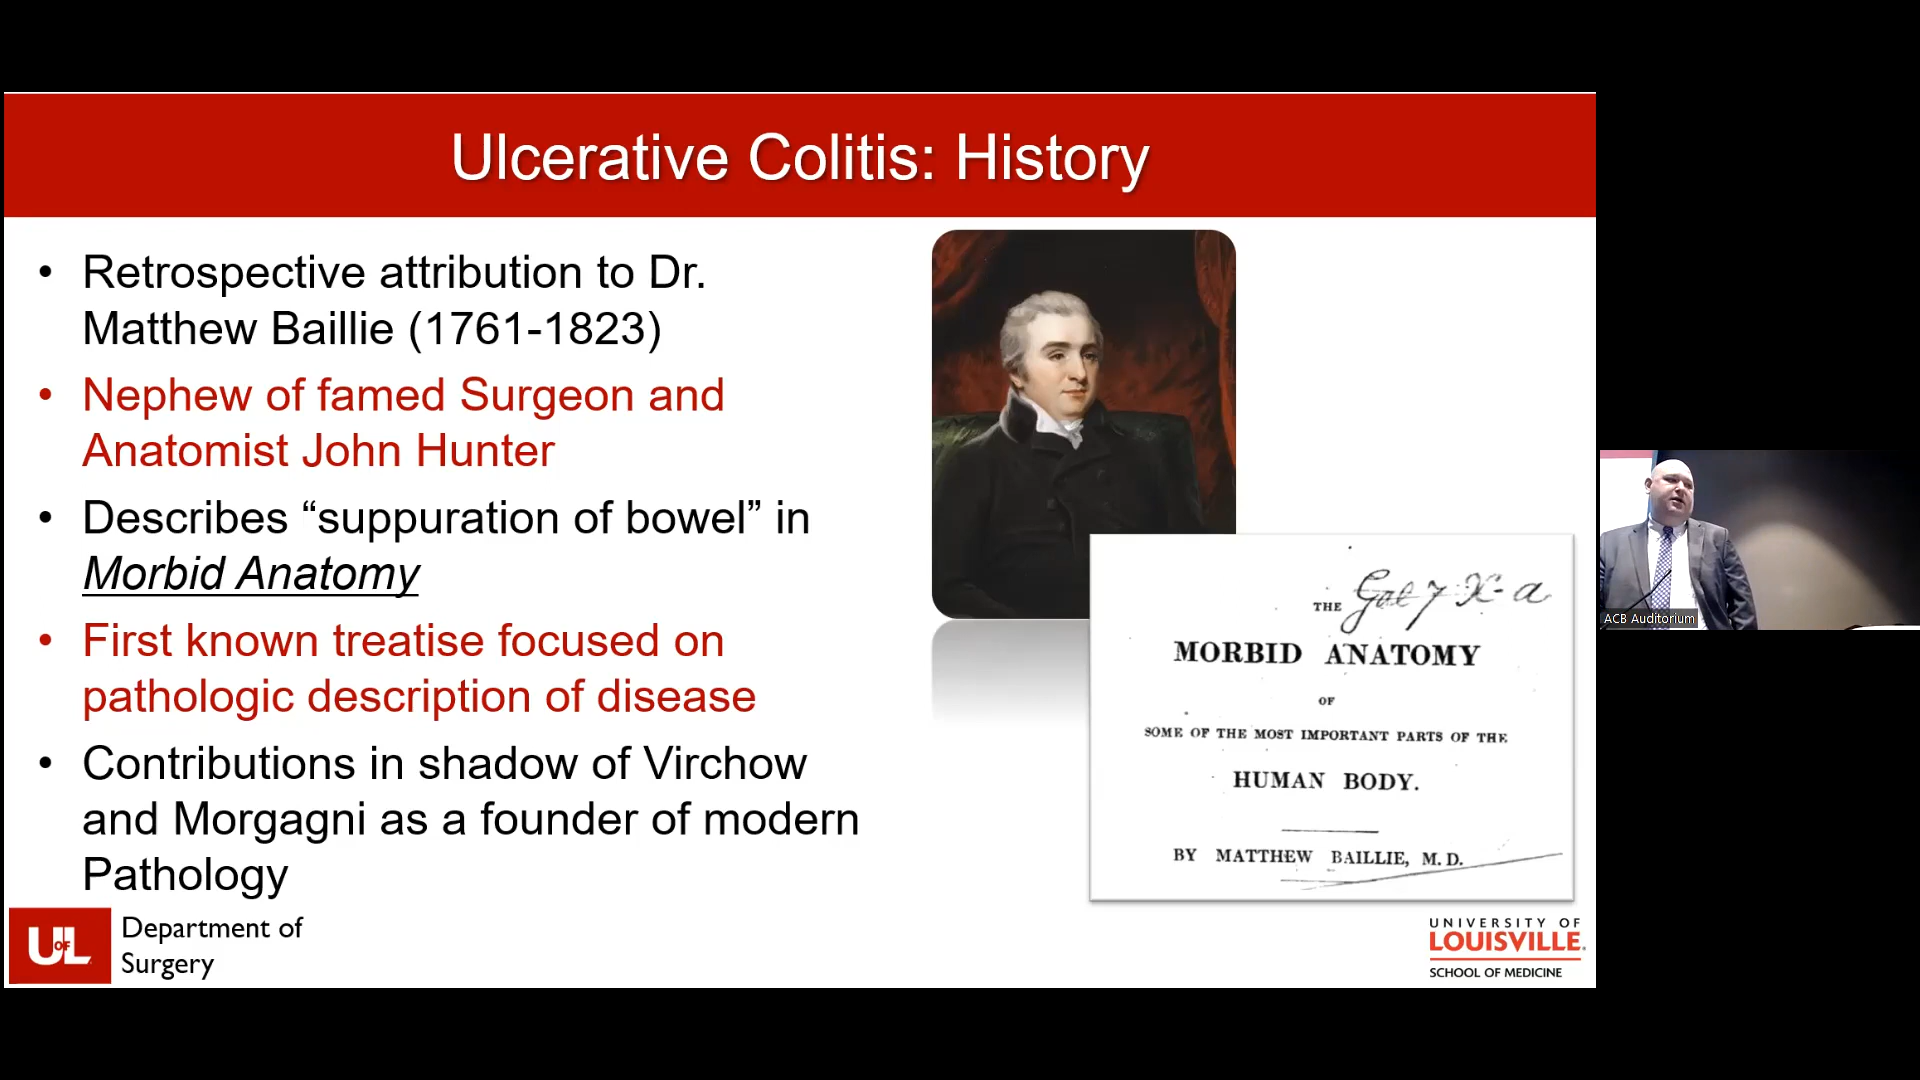 Ulcerative Colitis: History
• Retrospective attribution to Dr.
Matthew Baillie (1761-1823)
• Nephew of famed Surgeon and
Anatomist John Hunter
• Describes “suppuration of bowel” in
Morbid Anatomy
• First known treatise focused on
pathologic description of disease
• Contributions in shadow of Virchow
and Morgagni as a founder of modern
Pathology
THE
MORBID ANATOMY
OF
SOME OF THE MOST IMPORTANT PARTS OF THE
HUMAN BODY.
BY MATTHEW BAILLIE, M.D.
UofL
Department of
Surgery
UNIVERSITY OF
LOUISVILLE.
SCHOOL OF MEDICINE
ACB Auditorium